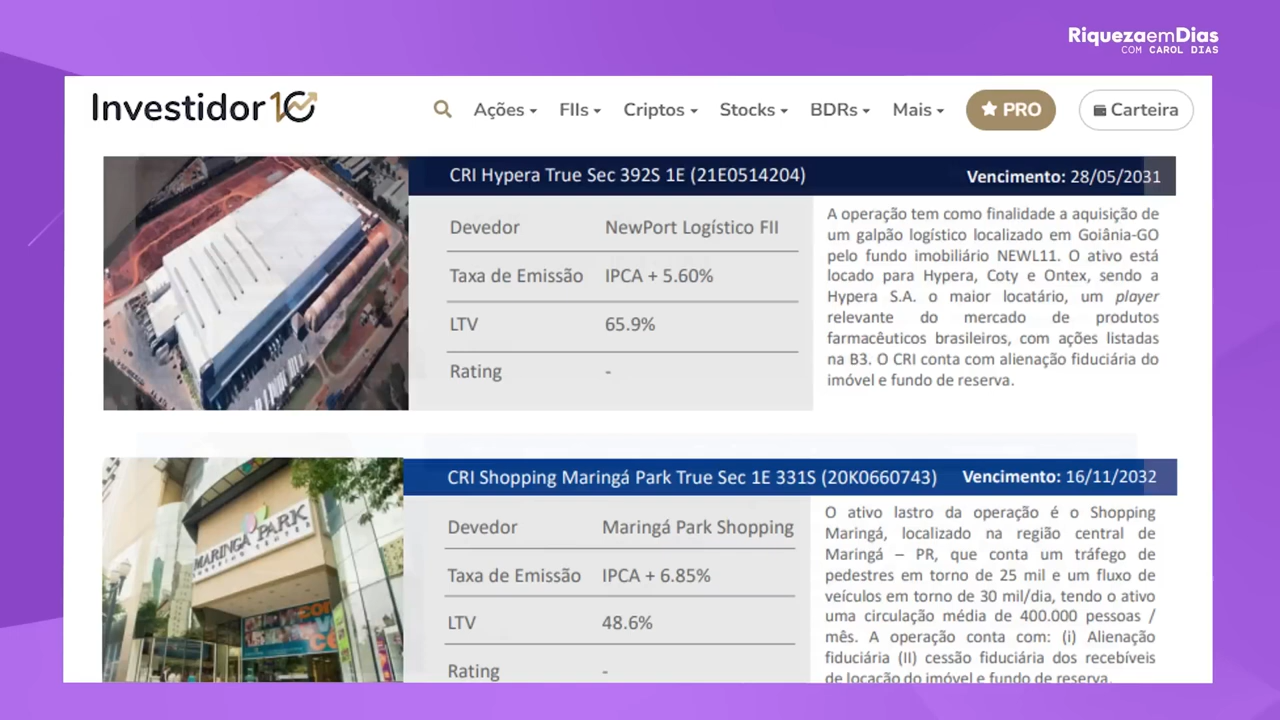 RiquezaemDias
COM CAROL DIAS
Investidor10
Ações
FIIs
Criptos
Stocks
BDRs
Mais
PRO
Carteira
CRI Hypera True Sec 392S 1E (21E0514204)
Vencimento: 28/05/2031
Devedor NewPort Logístico FII
Taxa de Emissão IPCA + 5.60%
LTV 65.9%
Rating -
A operação tem como finalidade a aquisição de
um galpão logístico localizado em Goiânia-GO
pelo fundo imobiliário NEWL11. O ativo está
locado para Hypera, Coty e Ontex, sendo a
Hypera S.A. o maior locatário, um player
relevante do mercado de produtos
farmacêuticos brasileiros, com ações listadas
na B3. O CRI conta com alienação fiduciária do
imóvel e fundo de reserva.
MARINGÁ PARK
SHOPPING CENTER
CRI Shopping Maringá Park True Sec 1E 331S (20K0660743)
Vencimento: 16/11/2032
Devedor Maringá Park Shopping
Taxa de Emissão IPCA + 6.85%
LTV 48.6%
Rating -
O ativo lastro da operação é o Shopping
Maringá, localizado na região central de
Maringá – PR, que conta um tráfego de
pedestres em torno de 25 mil e um fluxo de
veículos em torno de 30 mil/dia, tendo o ativo
uma circulação média de 400.000 pessoas /
mês. A operação conta com: (i) Alienação
fiduciária (II) cessão fiduciária dos recebíveis
de locação do imóvel e fundo de reserva.